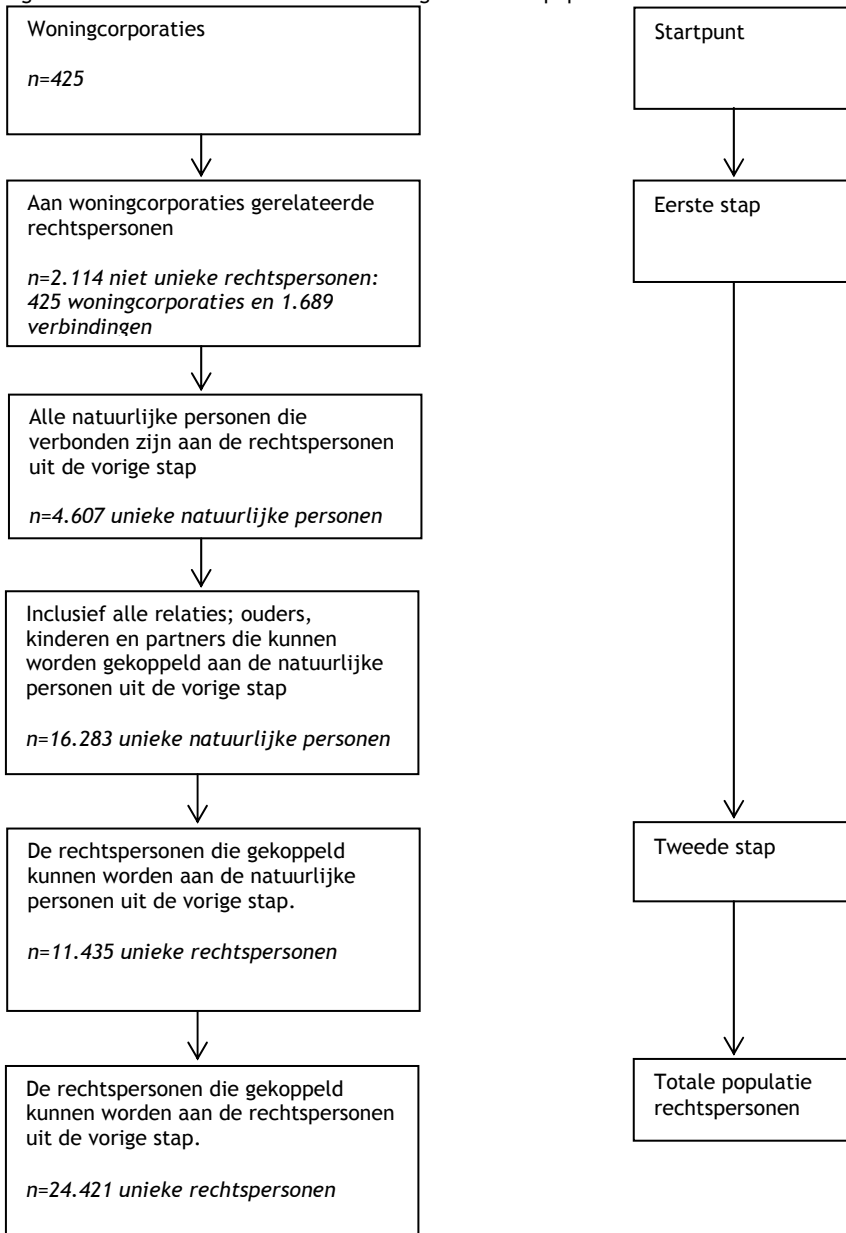 Woningcorporaties
n=425
Startpunt
Aan woningcorporaties gerelateerde
rechtspersonen
n=2.114 niet unieke rechtspersonen:
425 woningcorporaties en 1.689
verbindingen
Eerste stap
Alle natuurlijke personen die
verbonden zijn aan de rechtspersonen
uit de vorige stap
n=4.607 unieke natuurlijke personen
Inclusief alle relaties; ouders,
kinderen en partners die kunnen
worden gekoppeld aan de natuurlijke
personen uit de vorige stap
n=16.283 unieke natuurlijke personen
De rechtspersonen die gekoppeld
kunnen worden aan de natuurlijke
personen uit de vorige stap.
n=11.435 unieke rechtspersonen
Tweede stap
De rechtspersonen die gekoppeld
kunnen worden aan de rechtspersonen
uit de vorige stap.
n=24.421 unieke rechtspersonen
Totale populatie
rechtspersonen